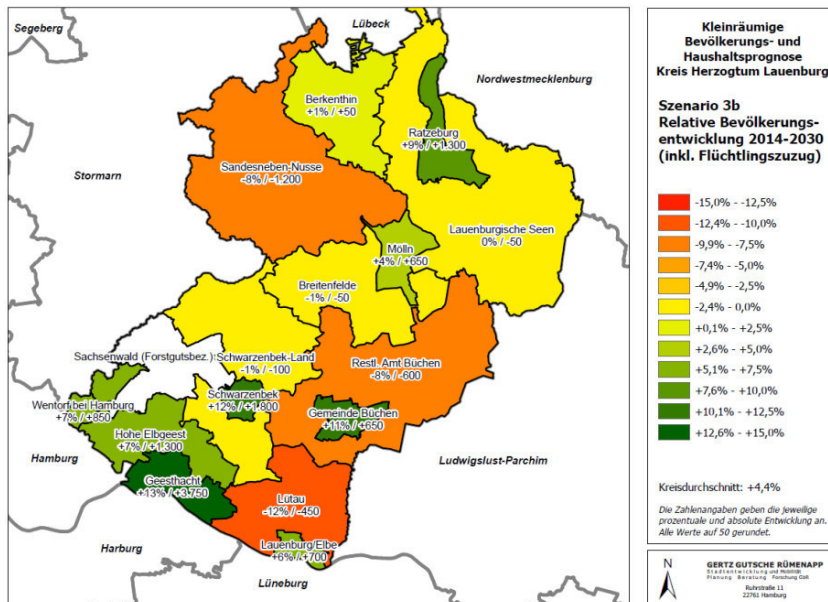 Segeberg
Lübeck
Nordwestmecklenburg
Berkenthin
+1% / +50
Ratzeburg
+9% / +1.300
Sandesneben-Nusse
-8% / -1.200
Stormarn
Lauenburgische Seen
0% / -50
Mölln
+4% / +650
Breitenfelde
-1% / -50
Sachsenwald (Forstgutsbez.)
Schwarzenbek-Land
-1% / -100
Restl. Amt Büchen
-8% / -600
Wentorf bei Hamburg
+7% / +850
Schwarzenbek
+12% / +1.800
Gemeinde Büchen
+11% / +650
Hohe Elbgeest
+7% / +1.300
Hamburg
Ludwigslust-Parchim
Geesthacht
+13% / +3.750
Lütau
-12% / -450
Lauenburg/Elbe
+6% / +700
Harburg
Lüneburg
Kleinräumige
Bevölkerungs- und
Haushaltsprognose
Kreis Herzogtum Lauenburg
Szenario 3b
Relative Bevölkerungs-
entwicklung 2014-2030
(inkl. Flüchtlingszuzug)
-15,0% - -12,5%
-12,4% - -10,0%
-9,9% - -7,5%
-7,4% - -5,0%
-4,9% - -2,5%
-2,4% - 0,0%
+0,1% - +2,5%
+2,6% - +5,0%
+5,1% - +7,5%
+7,6% - +10,0%
+10,1% - +12,5%
+12,6% - +15,0%
Kreisdurchschnitt: +4,4%
Die Zahlenangaben geben die jeweilige
prozentuale und absolute Entwicklung an.
Alle Werte auf 50 gerundet.
N
GERTZ GUTSCHE RÜMENAPP
Stadtentwicklung und Mobilität
Planung Beratung Forschung GbR
Ruhrstraße 11
22761 Hamburg